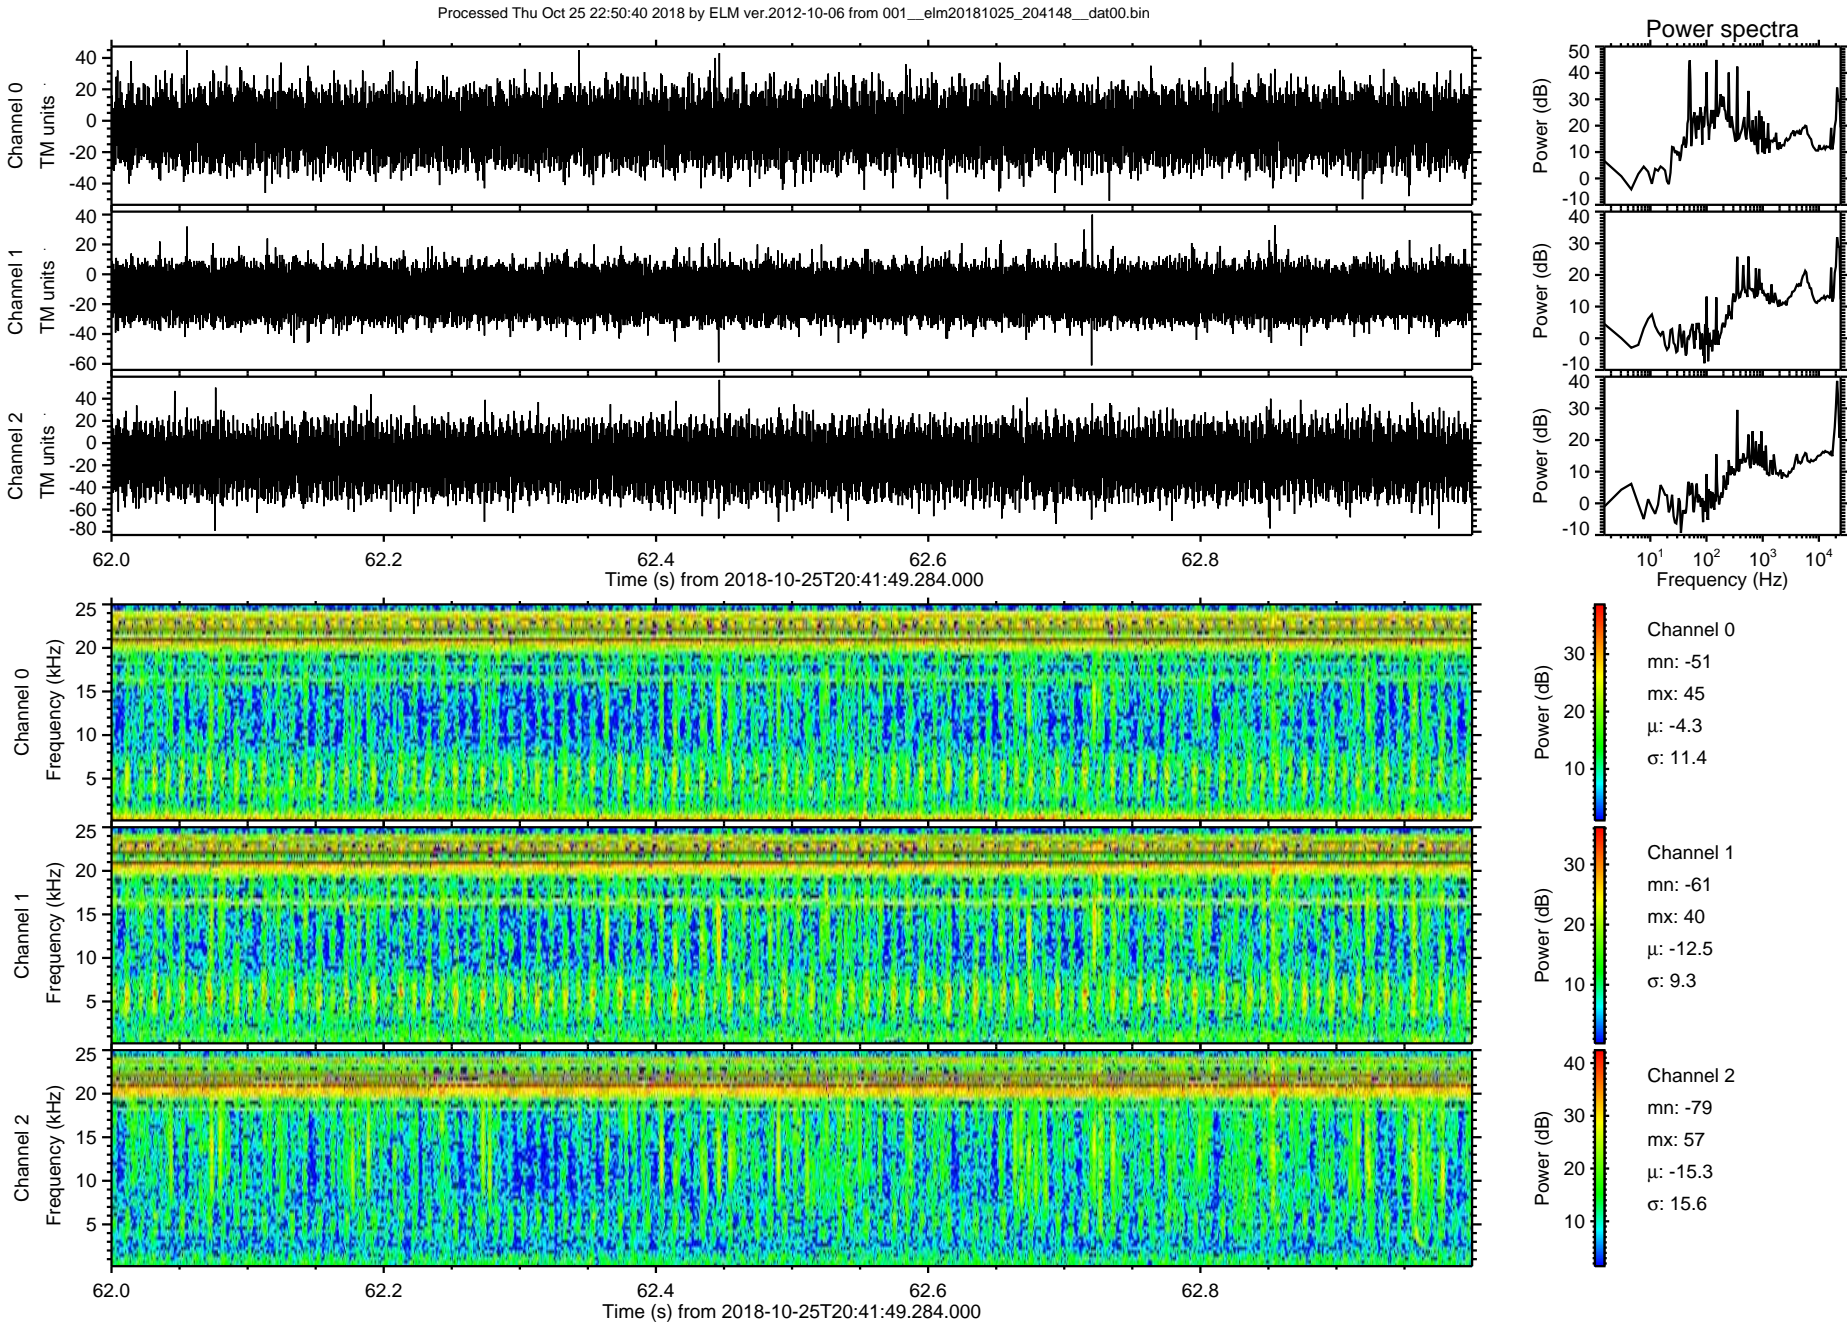 Processed Thu Oct 25 22:50:40 2018 by ELM ver.2012-10-06 from 001__elm20181025_204148__dat00.bin
Power spectra
Channel 0
TM units
40
20
0
-20
-40
Power (dB)
50
40
30
20
10
0
-10
Channel 1
TM units
40
20
0
-20
-40
-60
Power (dB)
40
30
20
10
0
-10
Channel 2
TM units
40
20
0
-20
-40
-60
-80
Power (dB)
40
30
20
10
0
-10
62.0 62.2 62.4 62.6 62.8
Time (s) from 2018-10-25T20:41:49.284.000
10^1 10^2 10^3 10^4
Frequency (Hz)
Channel 0
Frequency (kHz)
25
20
15
10
5
Power (dB)
30
20
10
Channel 0
mn: -51
mx: 45
μ: -4.3
σ: 11.4
Channel 1
Frequency (kHz)
25
20
15
10
5
Power (dB)
30
20
10
Channel 1
mn: -61
mx: 40
μ: -12.5
σ: 9.3
Channel 2
Frequency (kHz)
25
20
15
10
5
Power (dB)
40
30
20
10
Channel 2
mn: -79
mx: 57
μ: -15.3
σ: 15.6
62.0 62.2 62.4 62.6 62.8
Time (s) from 2018-10-25T20:41:49.284.000